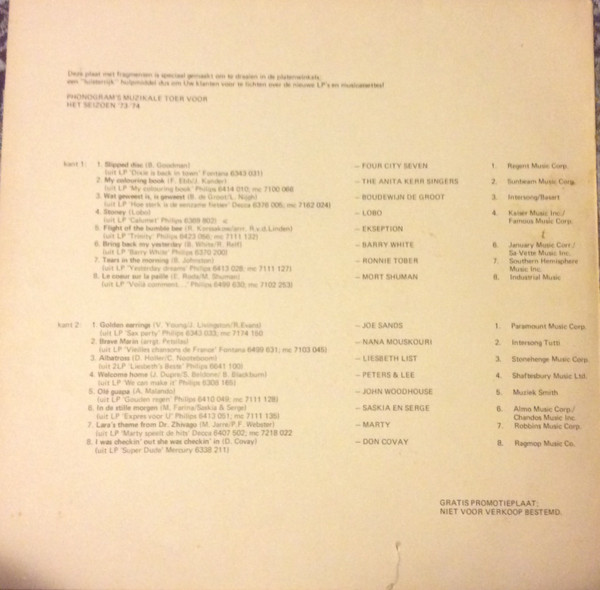 Deze plaat met fragmenten is speciaal gemaakt om te draaien in de platenwinkels;
een "luisterrijk" hulpmiddel dus om Uw klanten voor te lichten over de nieuwe LP's en musicassettes!
PHONOGRAM'S MUZIKALE TOER VOOR
HET SEIZOEN '73/'74
kant 1: 1. Slipped disc (B. Goodman) – FOUR CITY SEVEN 1. Regent Music Corp.
(uit LP 'Dixie is back in town' Fontana 6343 031)
2. My colouring book (F. Ebb/J. Kander) – THE ANITA KERR SINGERS 2. Sunbeam Music Corp.
(uit LP 'My colouring book' Philips 6414 010; mc 7100 066
3. Wat geweest is, is geweest (B. de Groot/L. Nijgh) – BOUDEWIJN DE GROOT 3. Intersong/Basart
(uit LP 'Hoe sterk is de eenzame fietser' Decca 6376 006; mc 7162 024)
4. Stoney (Lobo) – LOBO 4. Kaiser Music Inc./
(uit LP 'Calumet' Philips 6369 802) Famous Music Corp.
5. Flight of the bumble bee (R. Korssakow/arr. R.v.d.Linden) – EKSEPTION
(uit LP 'Trinity' Philips 6423 056; mc 7111 132)
6. Bring back my yesterday (B. White/R. Relf) – BARRY WHITE 6. January Music Corr./
(uit LP 'Barry White' Philips 6370 200) Sa-Vette Music Inc.
7. Tears in the morning (B. Johnston) – RONNIE TOBER 7. Southern Hemisphere
(uit LP 'Yesterday dreams' Philips 6413 028; mc 7111 127) Music Inc.
8. Le coeur sur la paille (E. Roda/M. Shuman) – MORT SHUMAN 8. Industrial Music
(uit LP 'Voilà comment....' Philips 6499 630; mc 7102 253)
kant 2: 1. Golden earrings (V. Young/J. Livingston/R.Evans) – JOE SANDS 1. Paramount Music Corp.
(uit LP 'Sax party' Philips 6343 033; mc 7174 150
2. Brave Marin (arrgt. Petsilas) – NANA MOUSKOURI 2. Intersong Tutti
(uit LP 'Vieilles chansons de France' Fontana 6499 631; mc 7103 045)
3. Albatross (D. Holler/C. Nooteboom) – LIESBETH LIST 3. Stonehenge Music Corp.
(uit 2LP 'Liesbeth's Beste' Philips 6641 100)
4. Welcome home (J. Dupre/S. Beldone/B. Blackburn) – PETERS & LEE 4. Shaftesbury Music Ltd.
(uit LP 'We can make it' Philips 6308 165)
5. Olé guapa (A. Malando) – JOHN WOODHOUSE 5. Muziek Smith
(uit LP 'Gouden regen' Philips 6410 049; mc 7111 128)
6. In de stille morgen (M. Farina/Saskia & Serge) – SASKIA EN SERGE 6. Almo Music Corp./
(uit LP 'Expres voor U' Philips 6413 051; mc 7111 135) Chandos Music Inc.
7. Lara's theme from Dr. Zhivago (M. Jarre/P.F. Webster) – MARTY 7. Robbins Music Corp.
(uit LP 'Marty speelt de hits' Decca 6407 502; mc 7218 022
8. I was checkin' out she was checkin' in (D. Covay) – DON COVAY 8. Ragmop Music Co.
(uit LP 'Super Dude' Mercury 6338 211)
GRATIS PROMOTIEPLAAT:
NIET VOOR VERKOOP BESTEMD.